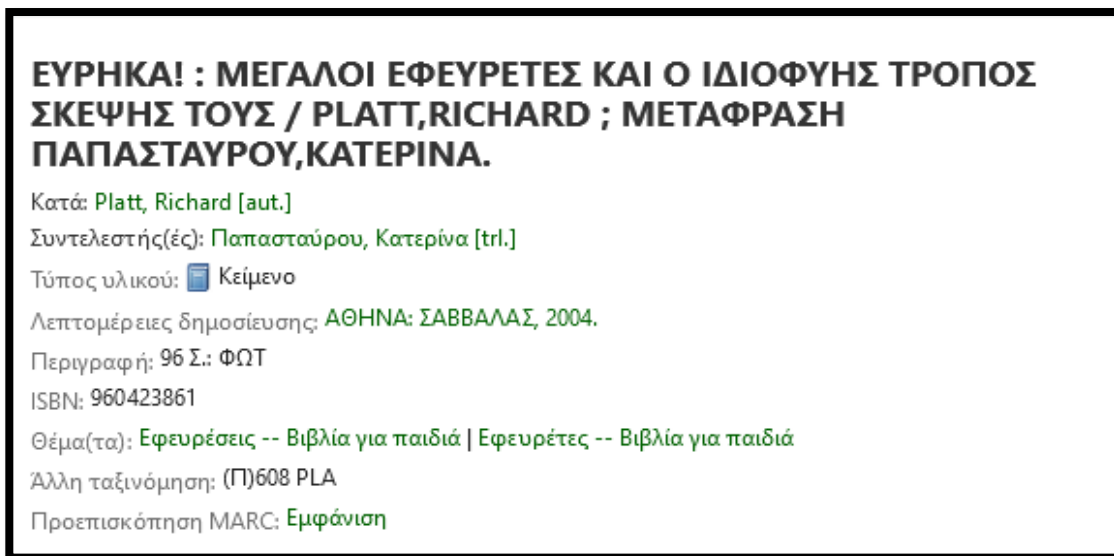 ΕΥΡΗΚΑ! : ΜΕΓΑΛΟΙ ΕΦΕΥΡΕΤΕΣ ΚΑΙ Ο ΙΔΙΟΦΥΗΣ ΤΡΟΠΟΣ
ΣΚΕΨΗΣ ΤΟΥΣ / PLATT,RICHARD ; ΜΕΤΑΦΡΑΣΗ
ΠΑΠΑΣΤΑΥΡΟΥ,ΚΑΤΕΡΙΝΑ.
Κατά: Platt, Richard [aut.]
Συντελεστής(ές): Παπασταύρου, Κατερίνα [trl.]
Τύπος υλικού: Κείμενο
Λεπτομέρειες δημοσίευσης: ΑΘΗΝΑ: ΣΑΒΒΑΛΑΣ, 2004.
Περιγραφή: 96 Σ.: ΦΩΤ
ISBN: 960423861
Θέμα(τα): Εφευρέσεις -- Βιβλία για παιδιά | Εφευρέτες -- Βιβλία για παιδιά
Άλλη ταξινόμηση: (Π)608 PLA
Προεπισκόπηση MARC: Εμφάνιση